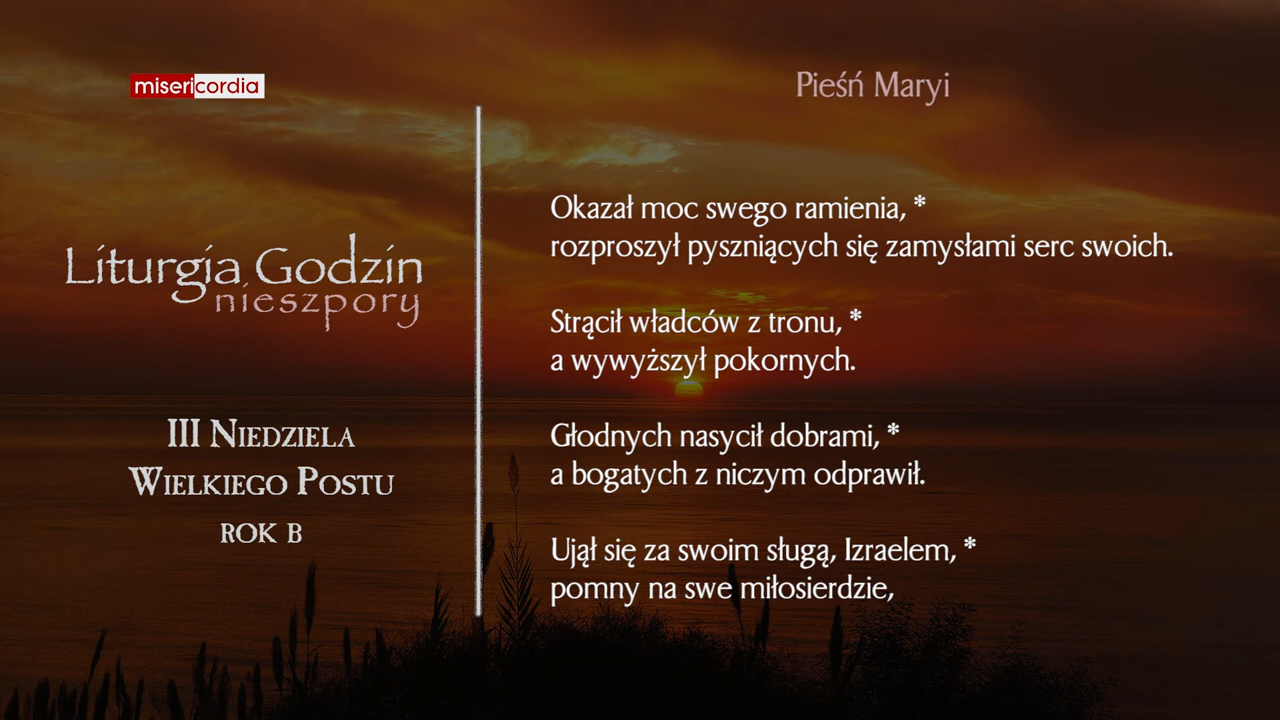 misericordia
Liturgia Godzin
nieszpory
III Niedziela
Wielkiego Postu
rok b
Pieśń Maryi
Okazał moc swego ramienia, *
rozproszył pyszniących się zamysłami serc swoich.
Strącił władców z tronu, *
a wywyższył pokornych.
Głodnych nasycił dobrami, *
a bogatych z niczym odprawił.
Ujął się za swoim sługą, Izraelem, *
pomny na swe miłosierdzie,